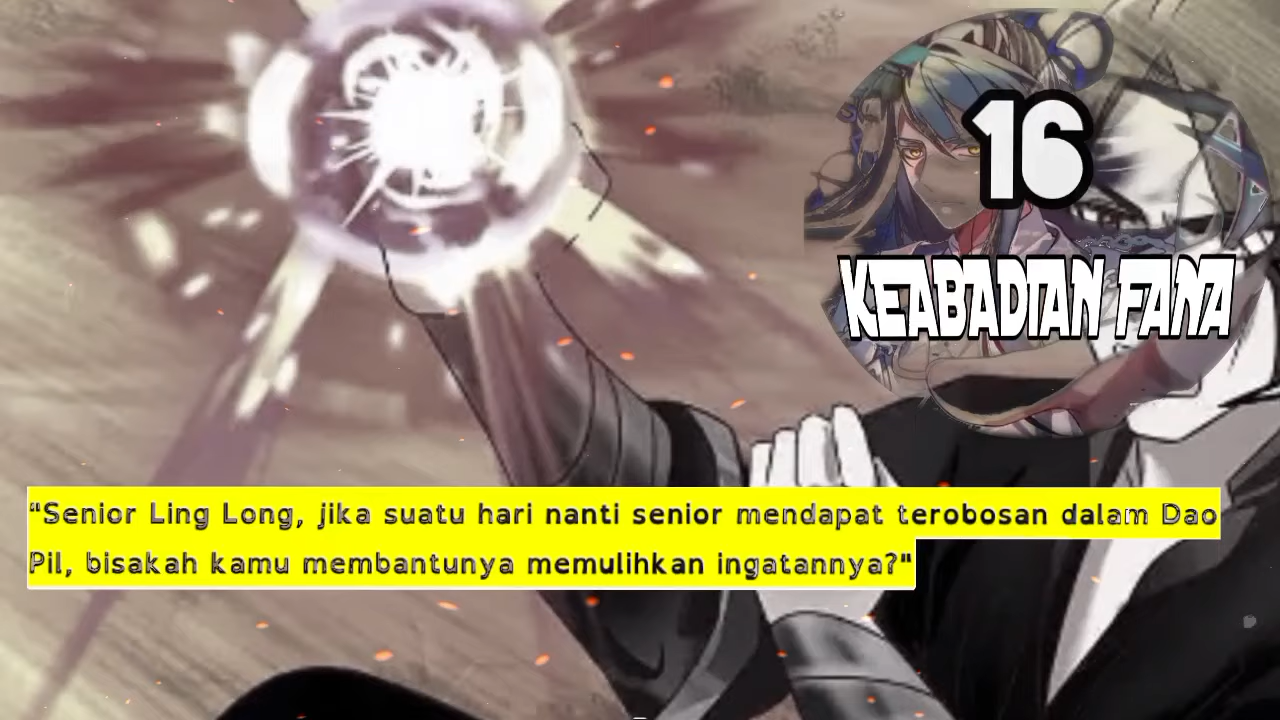 16
KEABADIAN FANA
"Senior Ling Long, jika suatu hari nanti senior mendapat terobosan dalam Dao
Pil, bisakah kamu membantunya memulihkan ingatannya?"